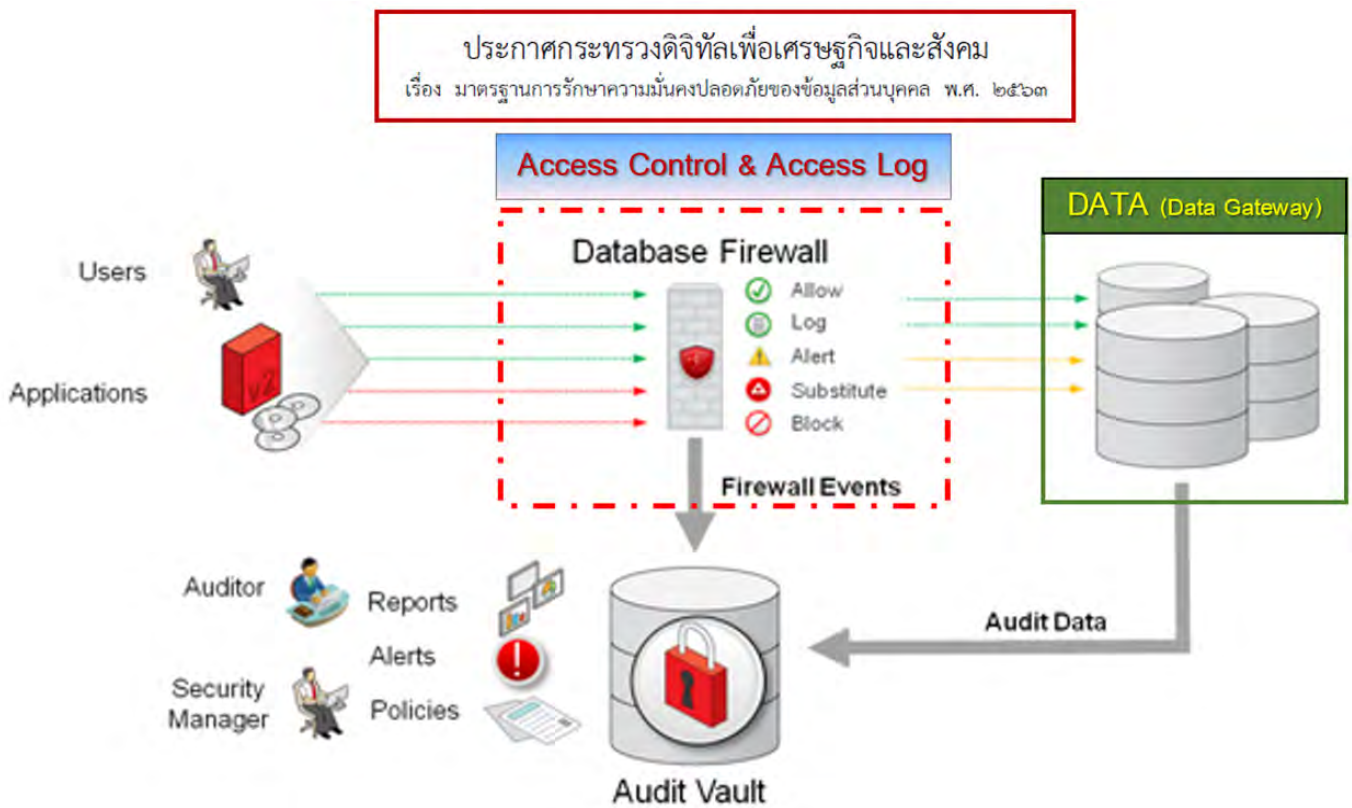 ประกาศกระทรวงดิจิทัลเพื่อเศรษฐกิจและสังคม
เรื่อง มาตรฐานการรักษาความมั่นคงปลอดภัยของข้อมูลส่วนบุคคล พ.ศ. ๒๕๖๓
Access Control & Access Log
DATA (Data Gateway)
Database Firewall
Users
Applications
v2
Allow
Log
Alert
Substitute
Block
Firewall Events
Auditor
Reports
Alerts
Security
Manager
Policies
Audit Data
Audit Vault